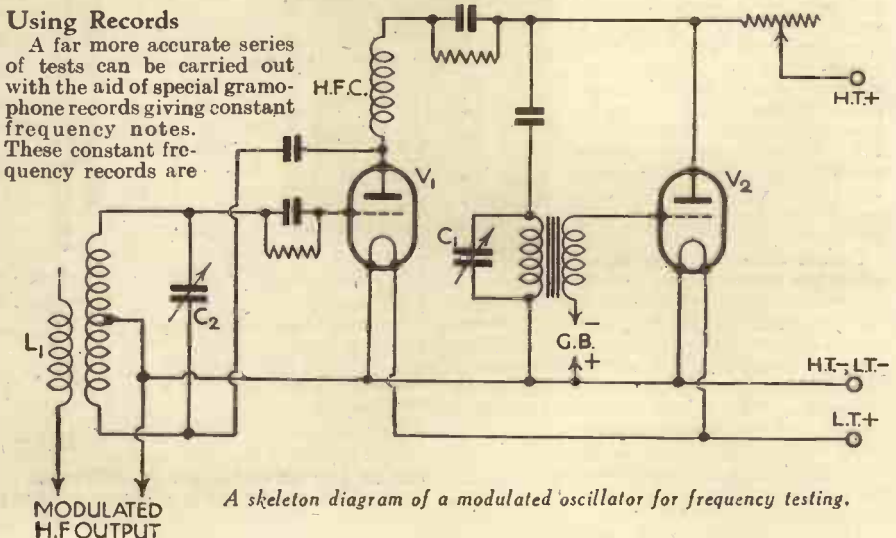 Using Records
A far more accurate series
of tests can be carried out
with the aid of special gramo-
phone records giving constant
frequency notes.
These constant fre-
quency records are
H.F.C.
H.T.+
V1
V2
C1
C2
L1
G.B.
-
+
H.T.-, L.T.-
L.T.+
MODULATED
H.F OUTPUT
A skeleton diagram of a modulated oscillator for frequency testing.